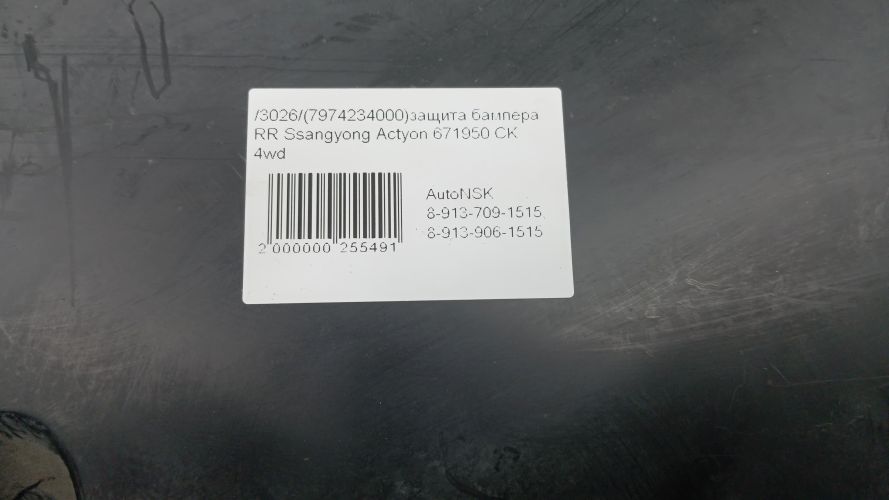 /3026/(7974234000)защита бампера
RR Ssangyong Actyon 671950 CK
4wd
AutoNSK
8-913-709-1515,
8-913-906-1515
2 000000 255491